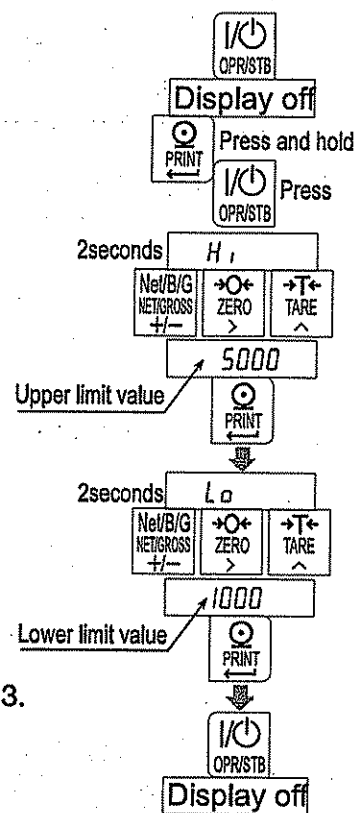 I/⏻
OPR/STB
Display off
PRINT
Press and hold
I/⏻
OPR/STB
Press
2seconds
Hi
Net/B/G
NET/GROSS
+/−
→O←
ZERO
>
→T←
TARE
^
5000
Upper limit value
PRINT
2seconds
Lo
Net/B/G
NET/GROSS
+/−
→O←
ZERO
>
→T←
TARE
^
1000
Lower limit value
PRINT
3.
I/⏻
OPR/STB
Display off